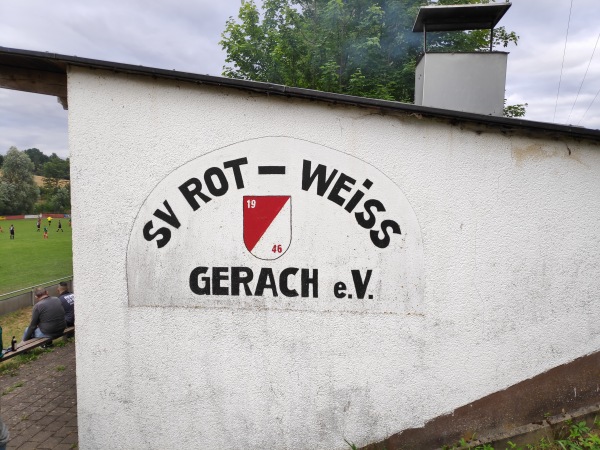 SV ROT - WEiSS
19
46
GERACH e.V.